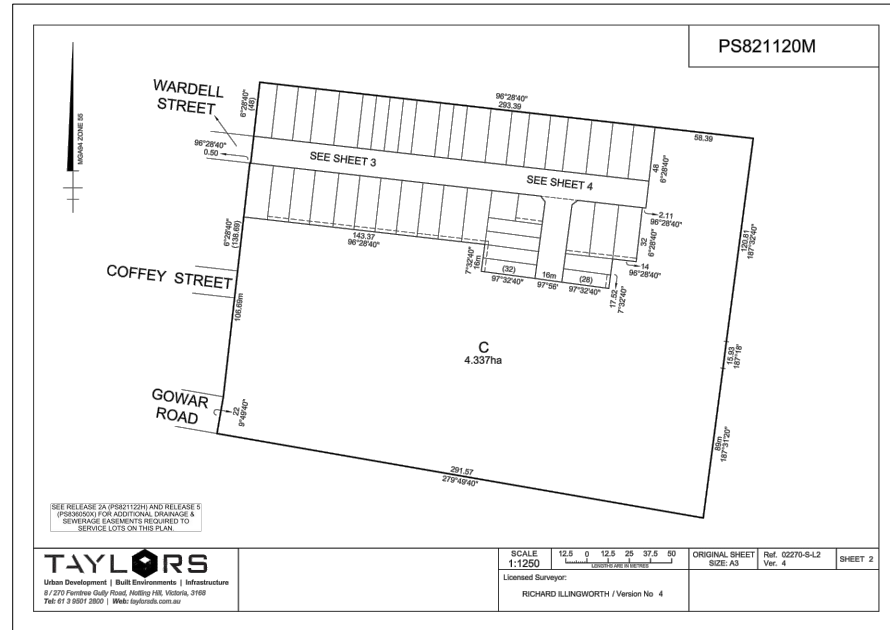 PS821120M
WARDELL
STREET
6°28'40"
(48)
96°28'40"
293.39
58.39
MGA94 ZONE 55
96°28'40"
0.50
SEE SHEET 3
SEE SHEET 4
48
6°28'40"
2.11
96°28'40"
6°28'40"
(138.69)
143.37
96°28'40"
32
6°28'40"
120.81
187°32'40"
7°32'40"
16m
(32)
97°32'40"
16m
97°56'
(28)
97°32'40"
14
96°28'40"
17.52
7°32'40"
COFFEY STREET
106.69m
C
4.337ha
15.93
187°18'
GOWAR
ROAD
22
9°49'40"
89m
187°31'20"
291.57
279°49'40"
SEE RELEASE 2A (PS821122H) AND RELEASE 5
(PS836050X) FOR ADDITIONAL DRAINAGE &
SEWERAGE EASEMENTS REQUIRED TO
SERVICE LOTS ON THIS PLAN.
TAYLORS
Urban Development | Built Environments | Infrastructure
8 / 270 Ferntree Gully Road, Notting Hill, Victoria, 3168
Tel: 61 3 9501 2800 | Web: taylorsds.com.au
SCALE
1:1250
12.5 0 12.5 25 37.5 50
LENGTHS ARE IN METRES
ORIGINAL SHEET
SIZE: A3
Ref. 02270-S-L2
Ver. 4
SHEET 2
Licensed Surveyor:
RICHARD ILLINGWORTH / Version No 4